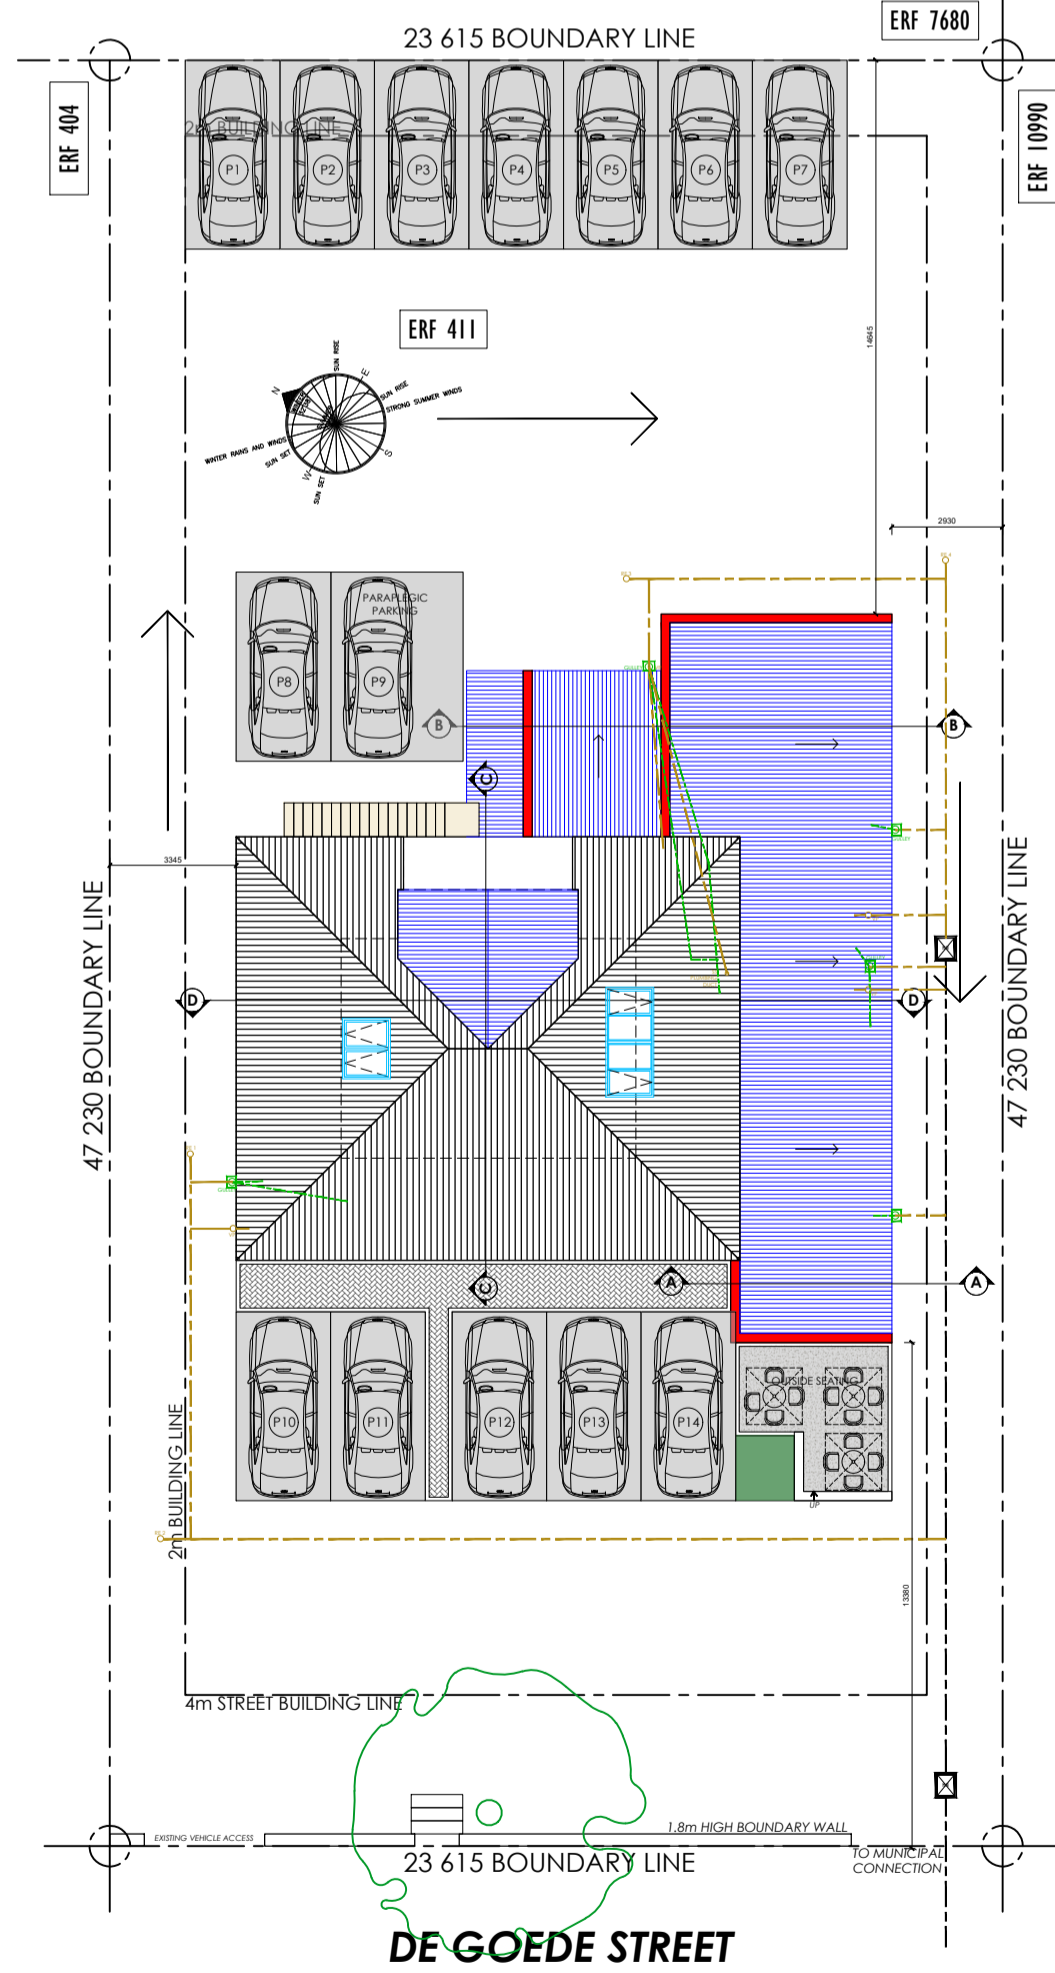 ERF 7680
23 615 BOUNDARY LINE
ERF 404
ERF 10990
2m BUILDING LINE
P1
P2
P3
P4
P5
P6
P7
ERF 411
14645
SUN RISE
N
E
SUN RISE
STRONG SUMMER WINDS
WINTER RAINS AND WINDS
SUN SET
S
W
SUN SET
2930
PARAPLEGIC
PARKING
P8
P9
B
B
C
3345
47 230 BOUNDARY LINE
47 230 BOUNDARY LINE
D
D
C
A
A
OUTSIDE SEATING
P10
P11
P12
P13
P14
UP
2m BUILDING LINE
13380
4m STREET BUILDING LINE
EXISTING VEHICLE ACCESS
1.8m HIGH BOUNDARY WALL
23 615 BOUNDARY LINE
TO MUNICIPAL
CONNECTION
DE GOEDE STREET